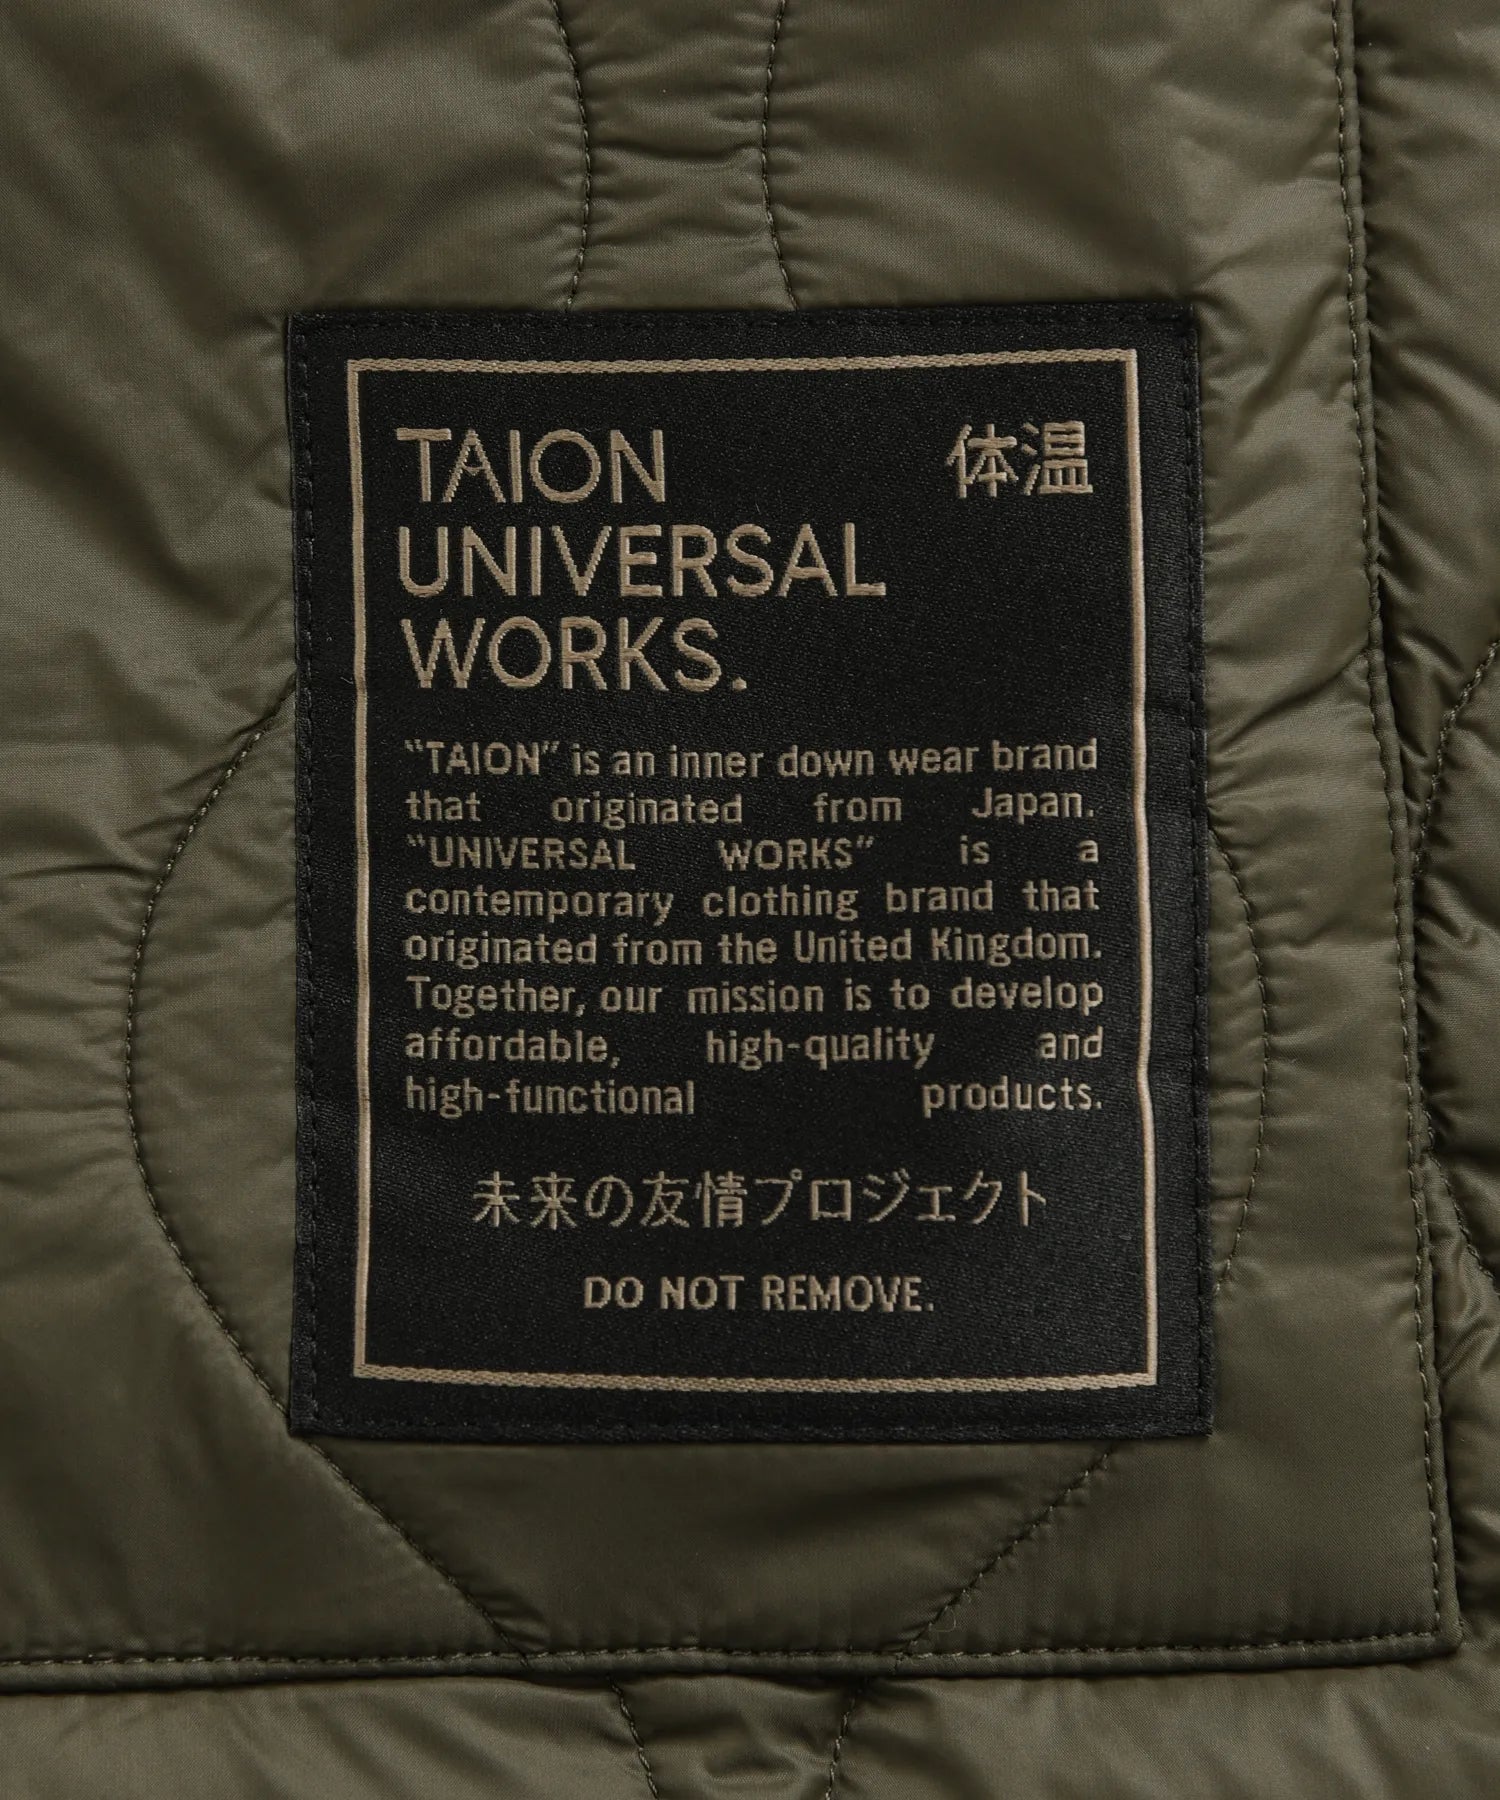 TAION 体温
UNIVERSAL
WORKS.
"TAION" is an inner down wear brand
that originated from Japan.
"UNIVERSAL WORKS" is a
contemporary clothing brand that
originated from the United Kingdom.
Together, our mission is to develop
affordable, high-quality and
high-functional products.
未来の友情プロジェクト
DO NOT REMOVE.